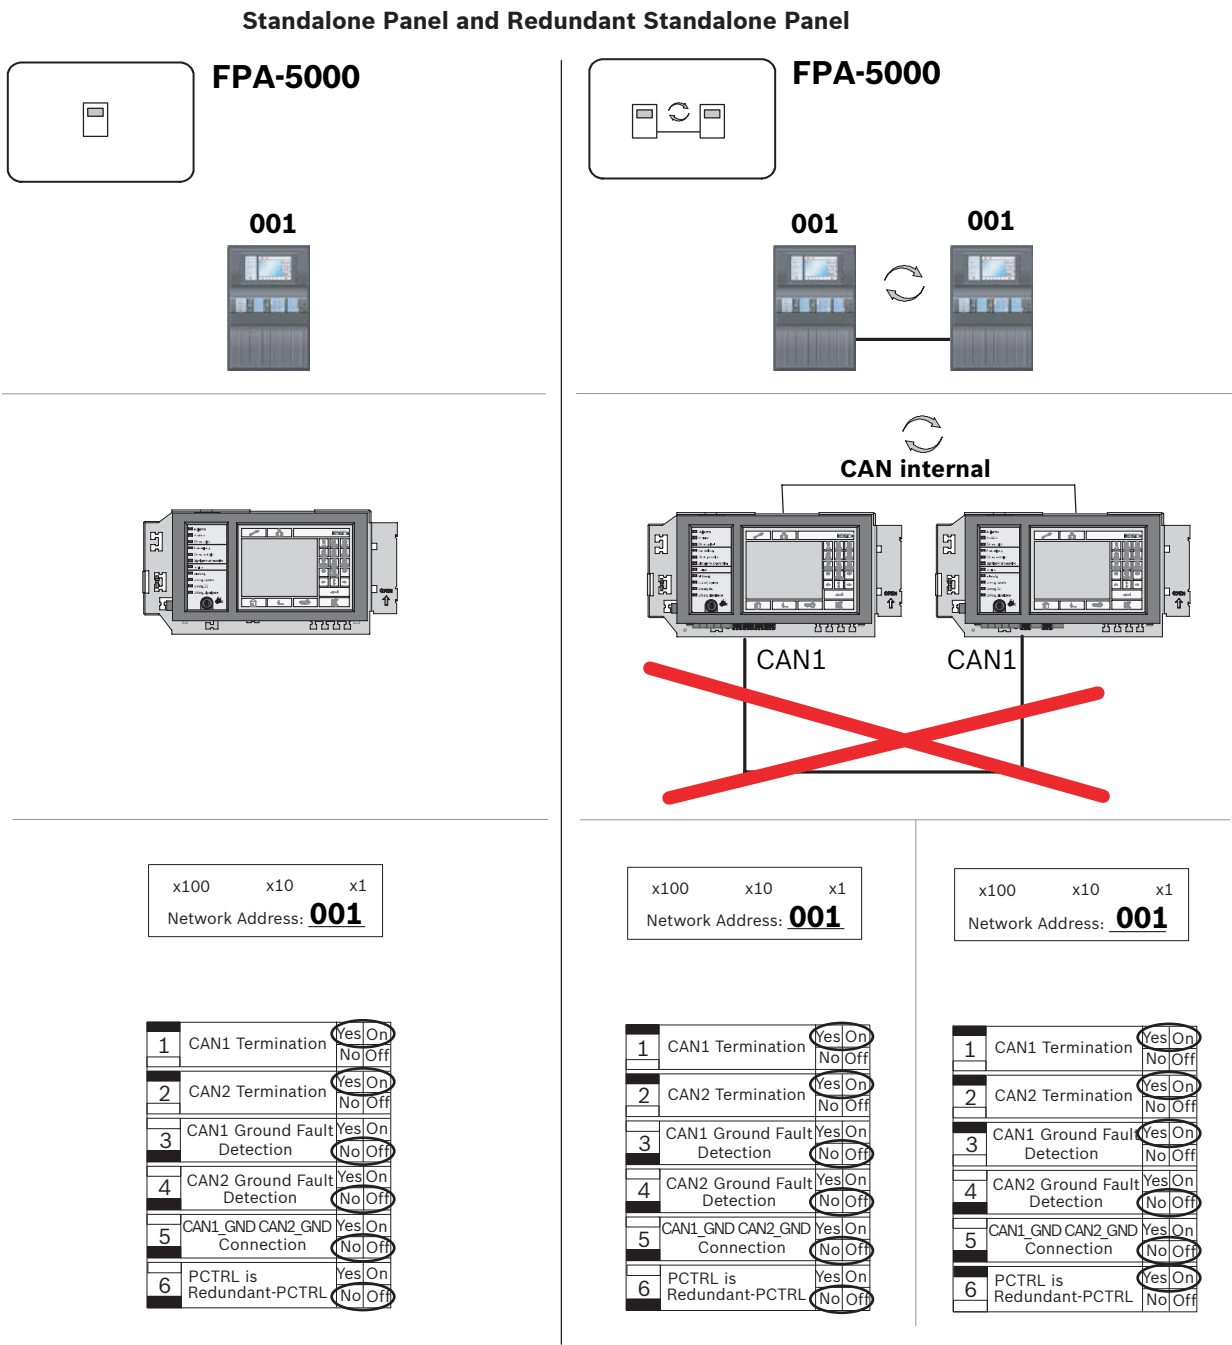 Standalone Panel and Redundant Standalone Panel
FPA-5000
001
x100 x10 x1
Network Address: 001
1 CAN1 Termination Yes On
No Off
2 CAN2 Termination Yes On
No Off
3 CAN1 Ground Fault Detection Yes On
No Off
4 CAN2 Ground Fault Detection Yes On
No Off
5 CAN1_GND CAN2_GND Connection Yes On
No Off
6 PCTRL is Redundant-PCTRL Yes On
No Off
FPA-5000
001 001
CAN internal
OPEN
OPEN
OPEN
CAN1 CAN1
x100 x10 x1
Network Address: 001
1 CAN1 Termination Yes On
No Off
2 CAN2 Termination Yes On
No Off
3 CAN1 Ground Fault Detection Yes On
No Off
4 CAN2 Ground Fault Detection Yes On
No Off
5 CAN1_GND CAN2_GND Connection Yes On
No Off
6 PCTRL is Redundant-PCTRL Yes On
No Off
x100 x10 x1
Network Address: 001
1 CAN1 Termination Yes On
No Off
2 CAN2 Termination Yes On
No Off
3 CAN1 Ground Fault Detection Yes On
No Off
4 CAN2 Ground Fault Detection Yes On
No Off
5 CAN1_GND CAN2_GND Connection Yes On
No Off
6 PCTRL is Redundant-PCTRL Yes On
No Off